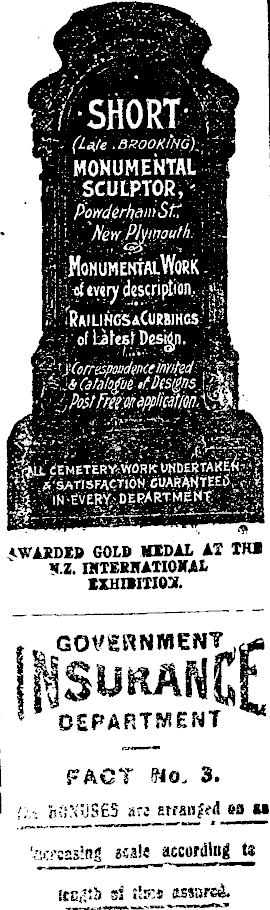 SHORT
(Late BROOKING)
MONUMENTAL
SCULPTOR,
Powderham St.,
New Plymouth.
MONUMENTAL WORK
of every description.
RAILINGS & CURBINGS
of Latest Design.
Correspondence invited
& Catalogue of Designs
Post Free on application.
ALL CEMETERY WORK UNDERTAKEN
& SATISFACTION GUARANTEED
IN EVERY DEPARTMENT
AWARDED GOLD MEDAL AT THE
N.Z. INTERNATIONAL
EXHIBITION.
GOVERNMENT
INSURANCE
DEPARTMENT
FACT No. 3.
The BONUSES are arranged on an
increasing scale according to
length of time assured.